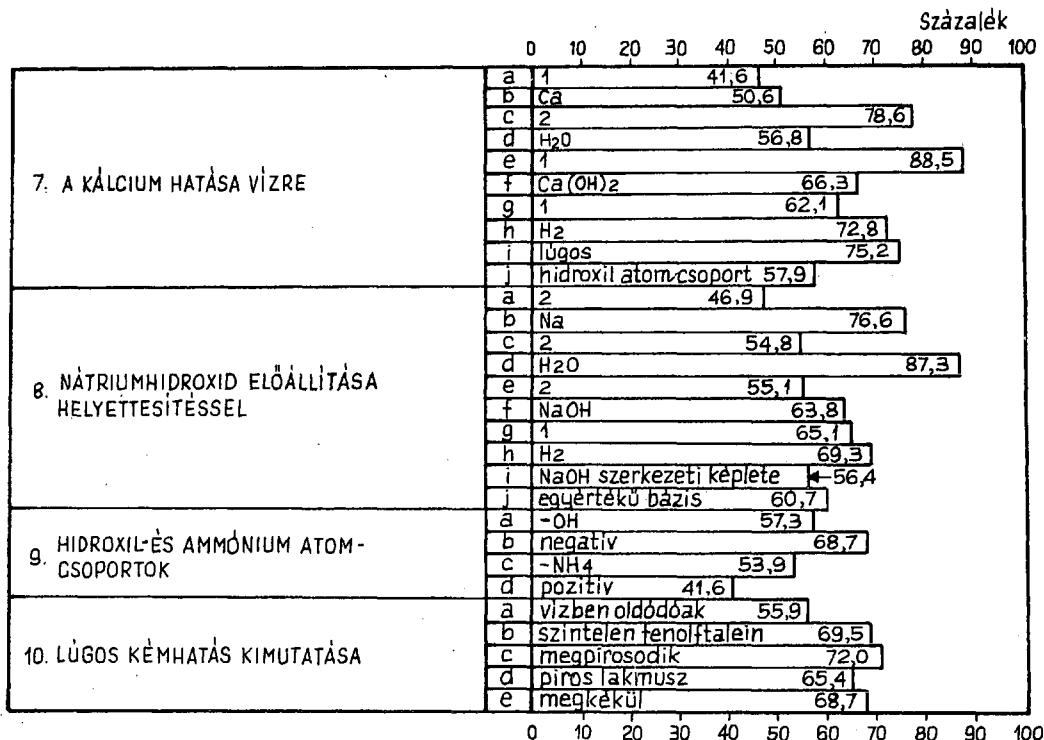 Százalék
0 10 20 30 40 50 60 70 80 90 100
7. A KÁLCIUM HATÁSA VÍZRE
a 1 41,6
b Ca 50,6
c 2 78,6
d H2O 56,8
e 1 88,5
f Ca(OH)2 66,3
g 1 62,1
h H2 72,8
i lúgos 75,2
j hidroxil atomcsoport 57,9
8. NÁTRIUMHIDROXID ELŐÁLLÍTÁSA
HELYETTESÍTÉSSEL
a 2 46,9
b Na 76,6
c 2 54,8
d H2O 87,3
e 2 55,1
f NaOH 63,8
g 1 65,1
h H2 69,3
i NaOH szerkezeti képlete 56,4
j egyértékű bázis 60,7
9. HIDROXIL-ÉS AMMÓNIUM ATOM-
CSOPORTOK
a -OH 57,3
b negatív 68,7
c -NH4 53,9
d pozitív 41,6
10. LÚGOS KÉMHATÁS KIMUTATÁSA
a vízben oldódóak 55,9
b színtelen fenolftalein 69,5
c megpirosodik 72,0
d piros lakmusz 65,4
e megkékül 68,7
0 10 20 30 40 50 60 70 80 90 100